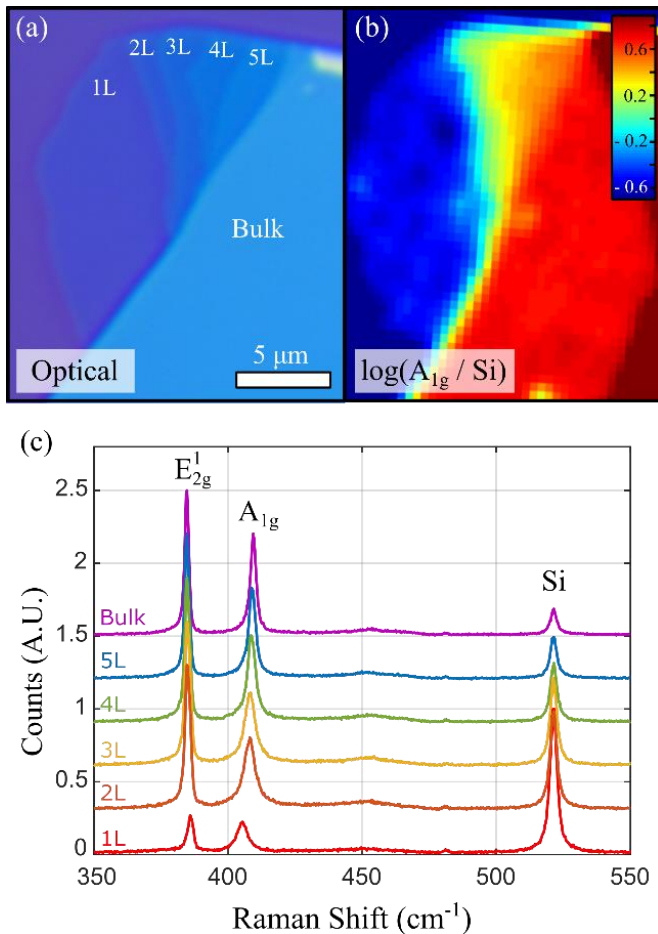 (a)
2L 3L 4L 5L
1L
Bulk
Optical
5 μm
(b)
0.6
0.2
- 0.2
- 0.6
log(A₁g / Si)
(c)
E¹₂g
A₁g
Si
Counts (A.U.)
2.5
2
1.5
1
0.5
0
Bulk
5L
4L
3L
2L
1L
350 400 450 500 550
Raman Shift (cm⁻¹)